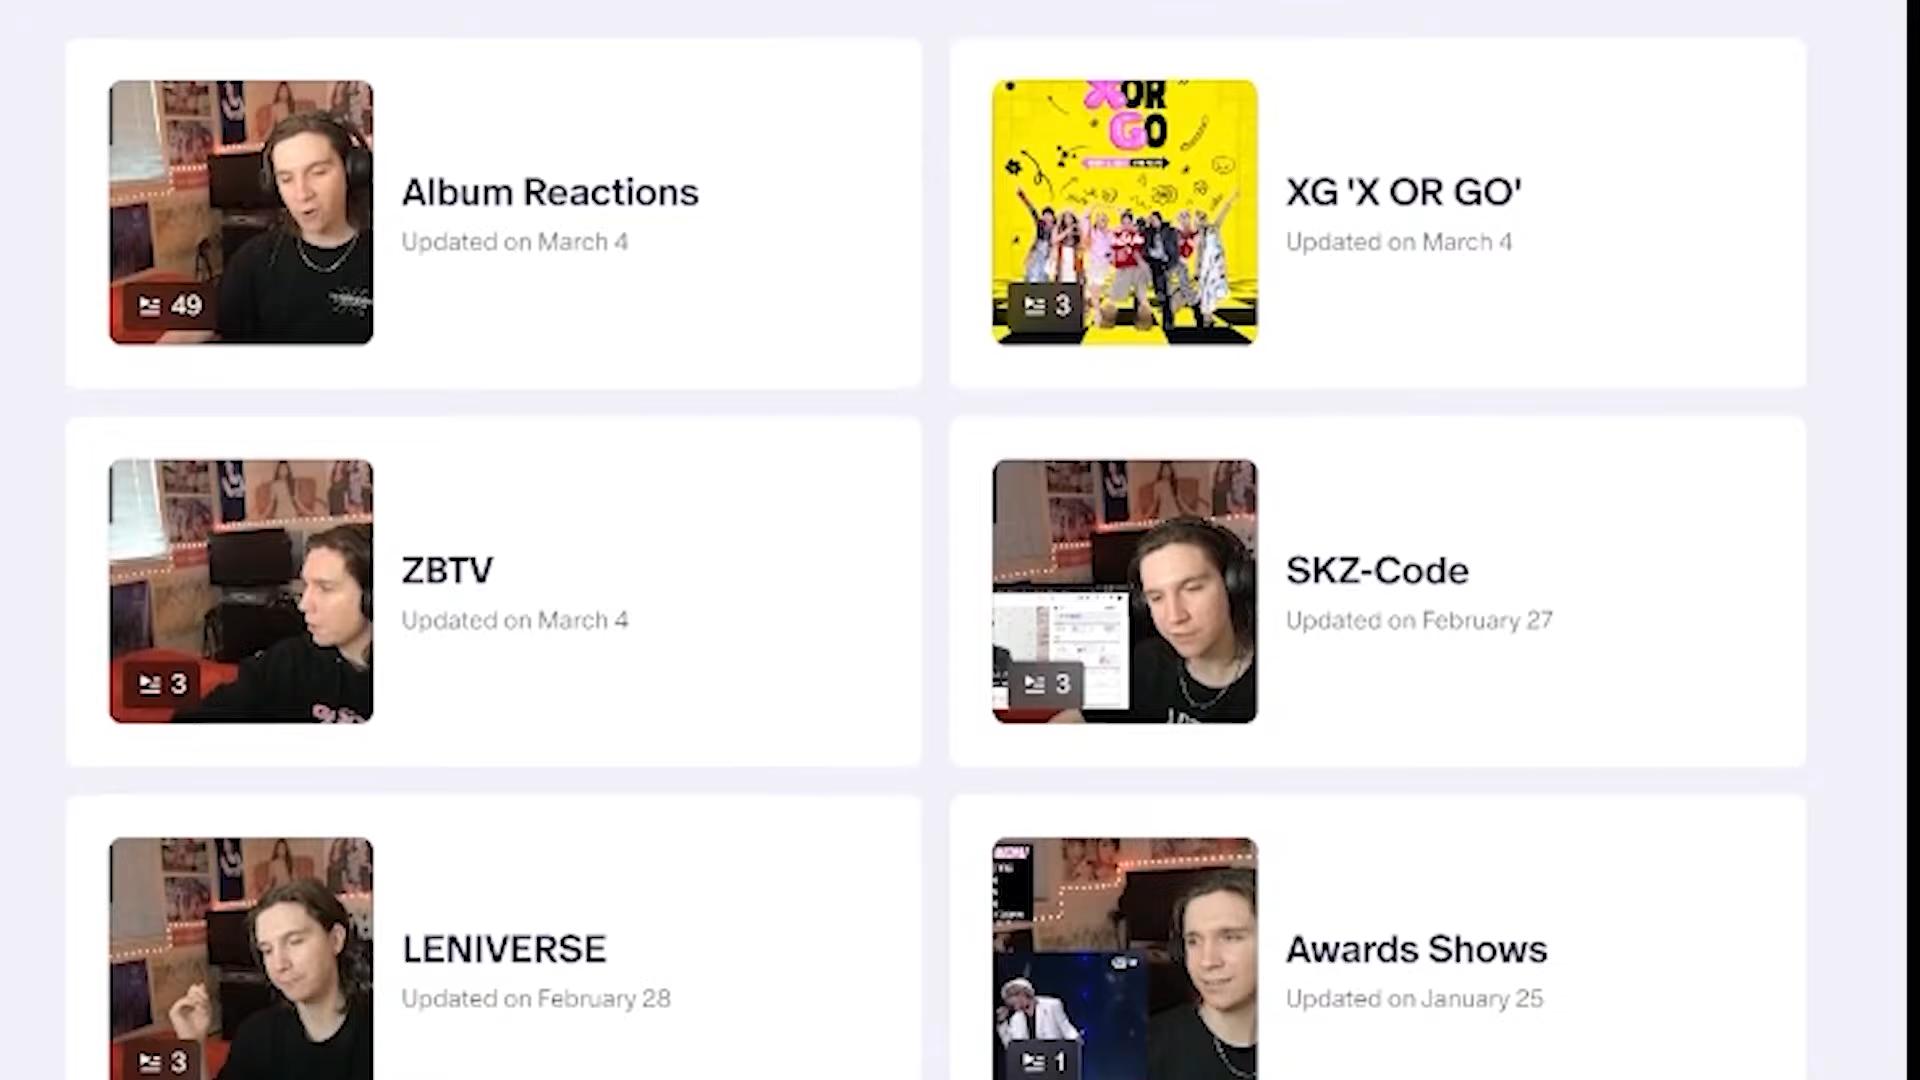 Album Reactions
Updated on March 4
49
X OR
GO
XG 'X OR GO'
Updated on March 4
3
ZBTV
Updated on March 4
3
SKZ-Code
Updated on February 27
3
LENIVERSE
Updated on February 28
3
Awards Shows
Updated on January 25
1